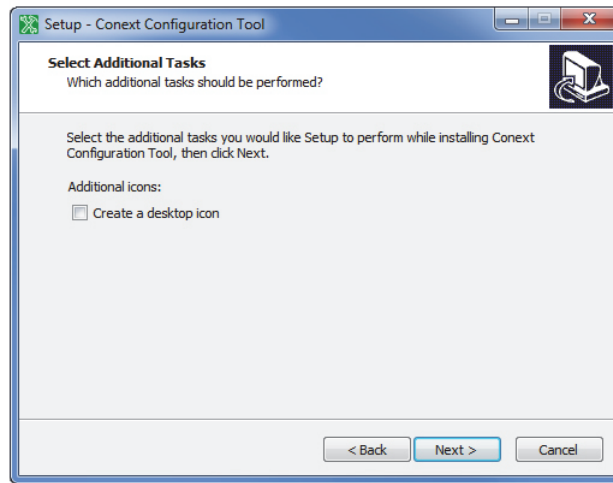 Setup - Conext Configuration Tool
Select Additional Tasks
Which additional tasks should be performed?
Select the additional tasks you would like Setup to perform while installing Conext
Configuration Tool, then click Next.
Additional icons:
Create a desktop icon
< Back
Next >
Cancel